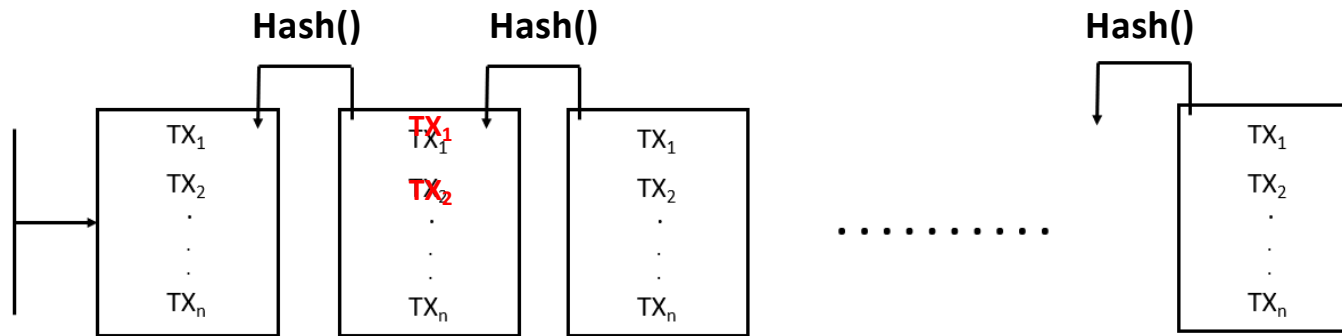 Hash() Hash() Hash()
TX₁ TX₁ TX₁ TX₁ TX₁
TX₂ TX₂ TX₂ TX₂ TX₂
TXₙ TXₙ TXₙ TXₙ